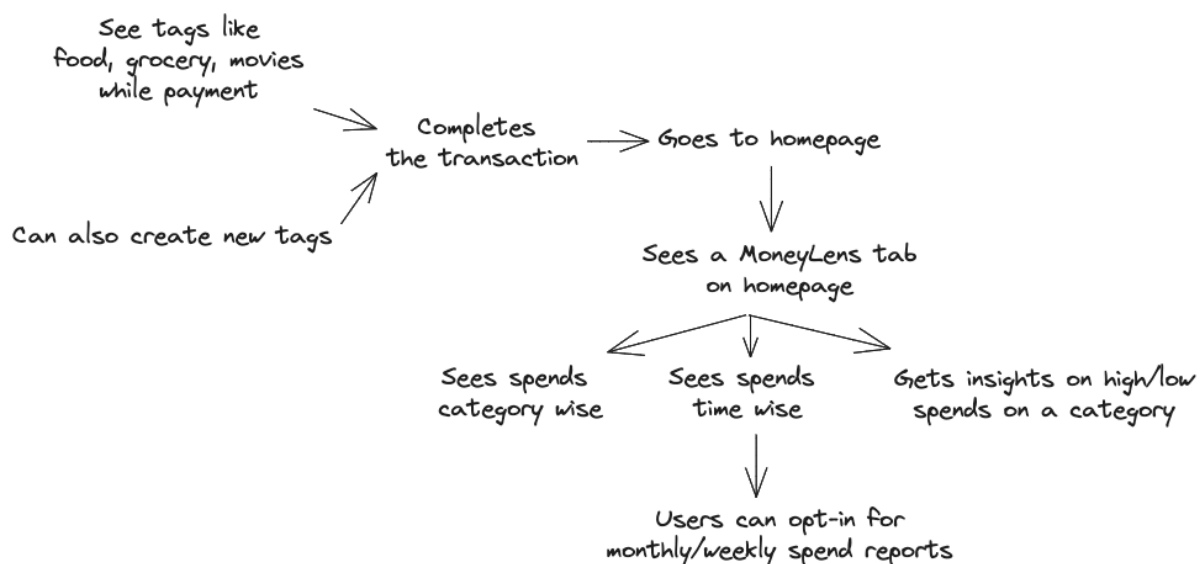 See tags like
food, grocery, movies
while payment
Completes
the transaction
Goes to homepage
Can also create new tags
Sees a MoneyLens tab
on homepage
Sees spends
category wise
Sees spends
time wise
Gets insights on high/low
spends on a category
Users can opt-in for
monthly/weekly spend reports